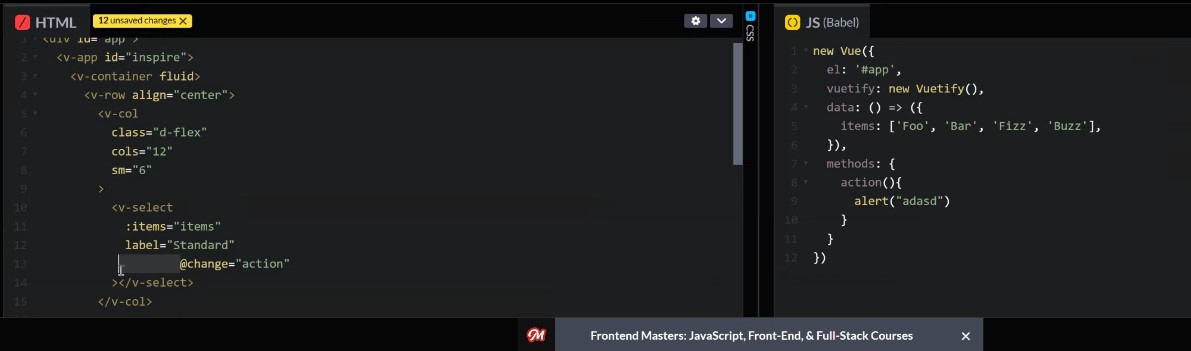 HTML
12 unsaved changes ×
CSS
JS (Babel)
<div id="app">
2 <v-app id="inspire">
3 <v-container fluid>
4 <v-row align="center">
5 <v-col
6 class="d-flex"
7 cols="12"
8 sm="6"
9 >
10 <v-select
11 :items="items"
12 label="Standard"
13 @change="action"
14 ></v-select>
15 </v-col>
1 new Vue({
2 el: '#app',
3 vuetify: new Vuetify(),
4 data: () => ({
5 items: ['Foo', 'Bar', 'Fizz', 'Buzz'],
6 }),
7 methods: {
8 action(){
9 alert("adasd")
10 }
11 }
12 })
Frontend Masters: JavaScript, Front-End, & Full-Stack Courses ×